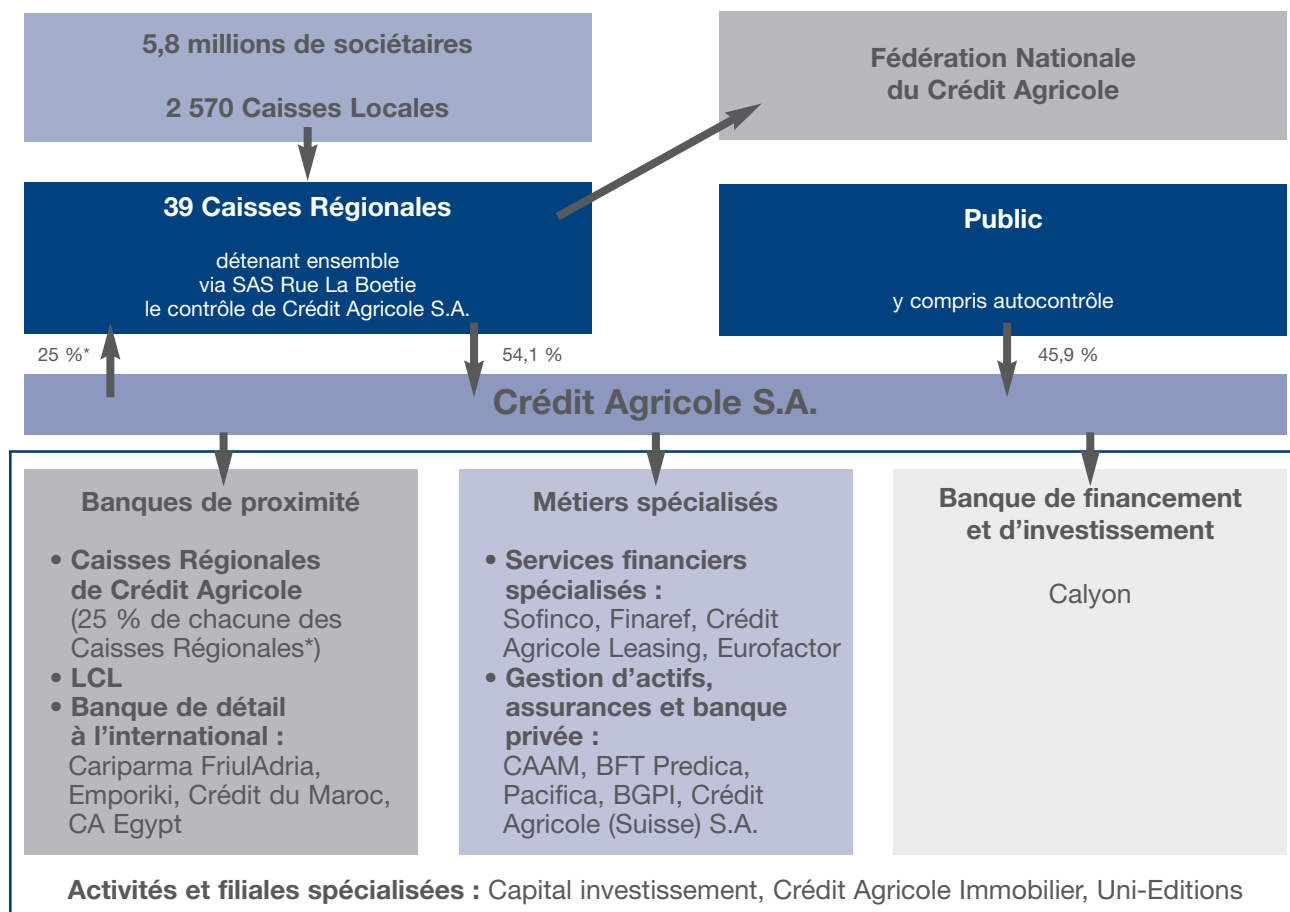 5,8 millions de sociétaires
2 570 Caisses Locales
Fédération Nationale
du Crédit Agricole
39 Caisses Régionales
détenant ensemble
via SAS Rue La Boetie
le contrôle de Crédit Agricole S.A.
Public
y compris autocontrôle
25 %*
54,1 %
45,9 %
Crédit Agricole S.A.
Banques de proximité
• Caisses Régionales
de Crédit Agricole
(25 % de chacune des
Caisses Régionales*)
• LCL
• Banque de détail
à l’international :
Cariparma FriulAdria,
Emporiki, Crédit du Maroc,
CA Egypt
Métiers spécialisés
• Services financiers
spécialisés :
Sofinco, Finaref, Crédit
Agricole Leasing, Eurofactor
• Gestion d’actifs,
assurances et banque
privée :
CAAM, BFT Predica,
Pacifica, BGPI, Crédit
Agricole (Suisse) S.A.
Banque de financement
et d’investissement
Calyon
Activités et filiales spécialisées : Capital investissement, Crédit Agricole Immobilier, Uni-Editions